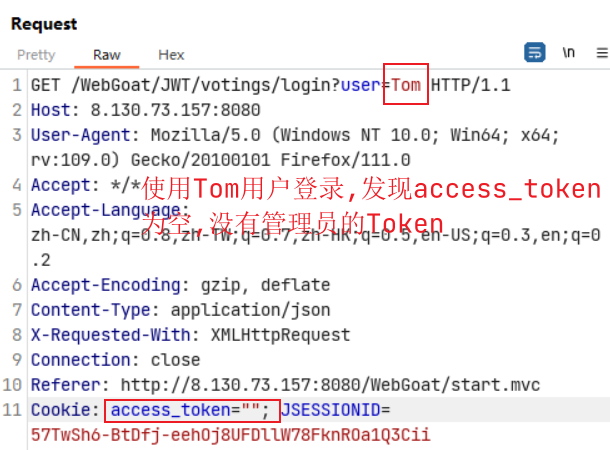 Request
Pretty Raw Hex \n
1 GET /WebGoat/JWT/votings/login?user=Tom HTTP/1.1
2 Host: 8.130.73.157:8080
3 User-Agent: Mozilla/5.0 (Windows NT 10.0; Win64; x64;
rv:109.0) Gecko/20100101 Firefox/111.0
4 Accept: */*
使用Tom用户登录,发现access_token
5 Accept-Language:
为空,没有管理员的Token
zh-CN,zh;q=0.8,zh-TW;q=0.7,zh-HK;q=0.5,en-US;q=0.3,en;q=0
.2
6 Accept-Encoding: gzip, deflate
7 Content-Type: application/json
8 X-Requested-With: XMLHttpRequest
9 Connection: close
10 Referer: http://8.130.73.157:8080/WebGoat/start.mvc
11 Cookie: access_token=""; JSESSIONID=
57TwSh6-BtDfj-eehOj8UFDllW78FknROa1Q3Cii